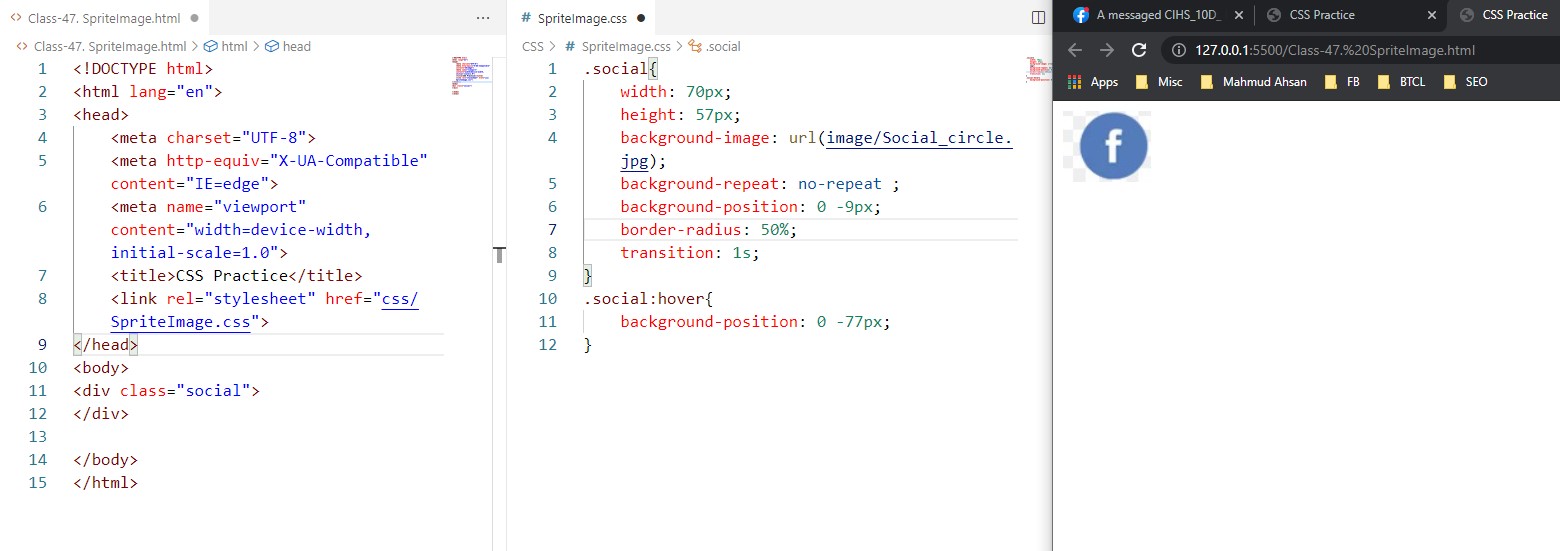 Class-47. SpriteImage.html
Class-47. SpriteImage.html > html > head
1 <!DOCTYPE html>
2 <html lang="en">
3 <head>
4 <meta charset="UTF-8">
5 <meta http-equiv="X-UA-Compatible"
content="IE=edge">
6 <meta name="viewport"
content="width=device-width,
initial-scale=1.0">
7 <title>CSS Practice</title>
8 <link rel="stylesheet" href="css/
SpriteImage.css">
9 </head>
10 <body>
11 <div class="social">
12 </div>
13
14 </body>
15 </html>
# SpriteImage.css
CSS > # SpriteImage.css > .social
1 .social{
2 width: 70px;
3 height: 57px;
4 background-image: url(image/Social_circle.
jpg);
5 background-repeat: no-repeat ;
6 background-position: 0 -9px;
7 border-radius: 50%;
8 transition: 1s;
9 }
10 .social:hover{
11 background-position: 0 -77px;
12 }
A messaged CIHS_10D_
CSS Practice
CSS Practice
127.0.0.1:5500/Class-47.%20SpriteImage.html
Apps Misc Mahmud Ahsan FB BTCL SEO
f